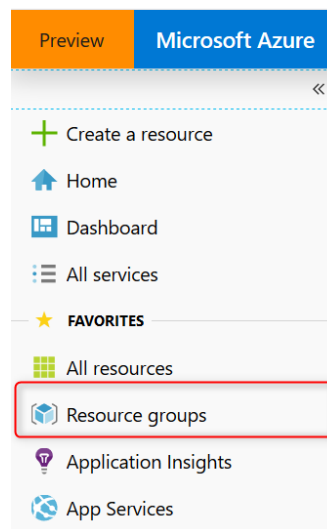 Preview Microsoft Azure
«
Create a resource
Home
Dashboard
All services
FAVORITES
All resources
Resource groups
Application Insights
App Services